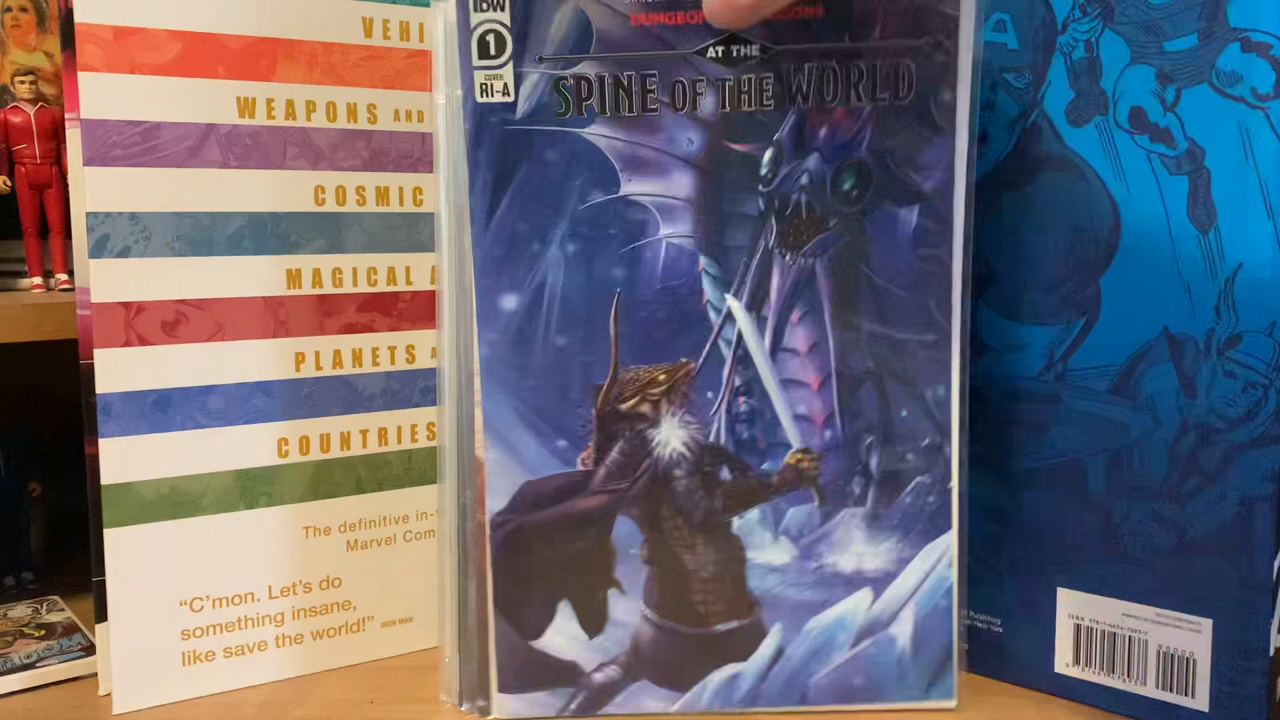 VEHI
WEAPONS AND
COSMIC
MAGICAL A
PLANETS A
COUNTRIES
The definitive in-
Marvel Com
“C’mon. Let’s do
something insane,
like save the world!” IRON MAN
IDW
1
COVER
RI-A
AT THE
SPINE OF THE WORLD
A
Publishing